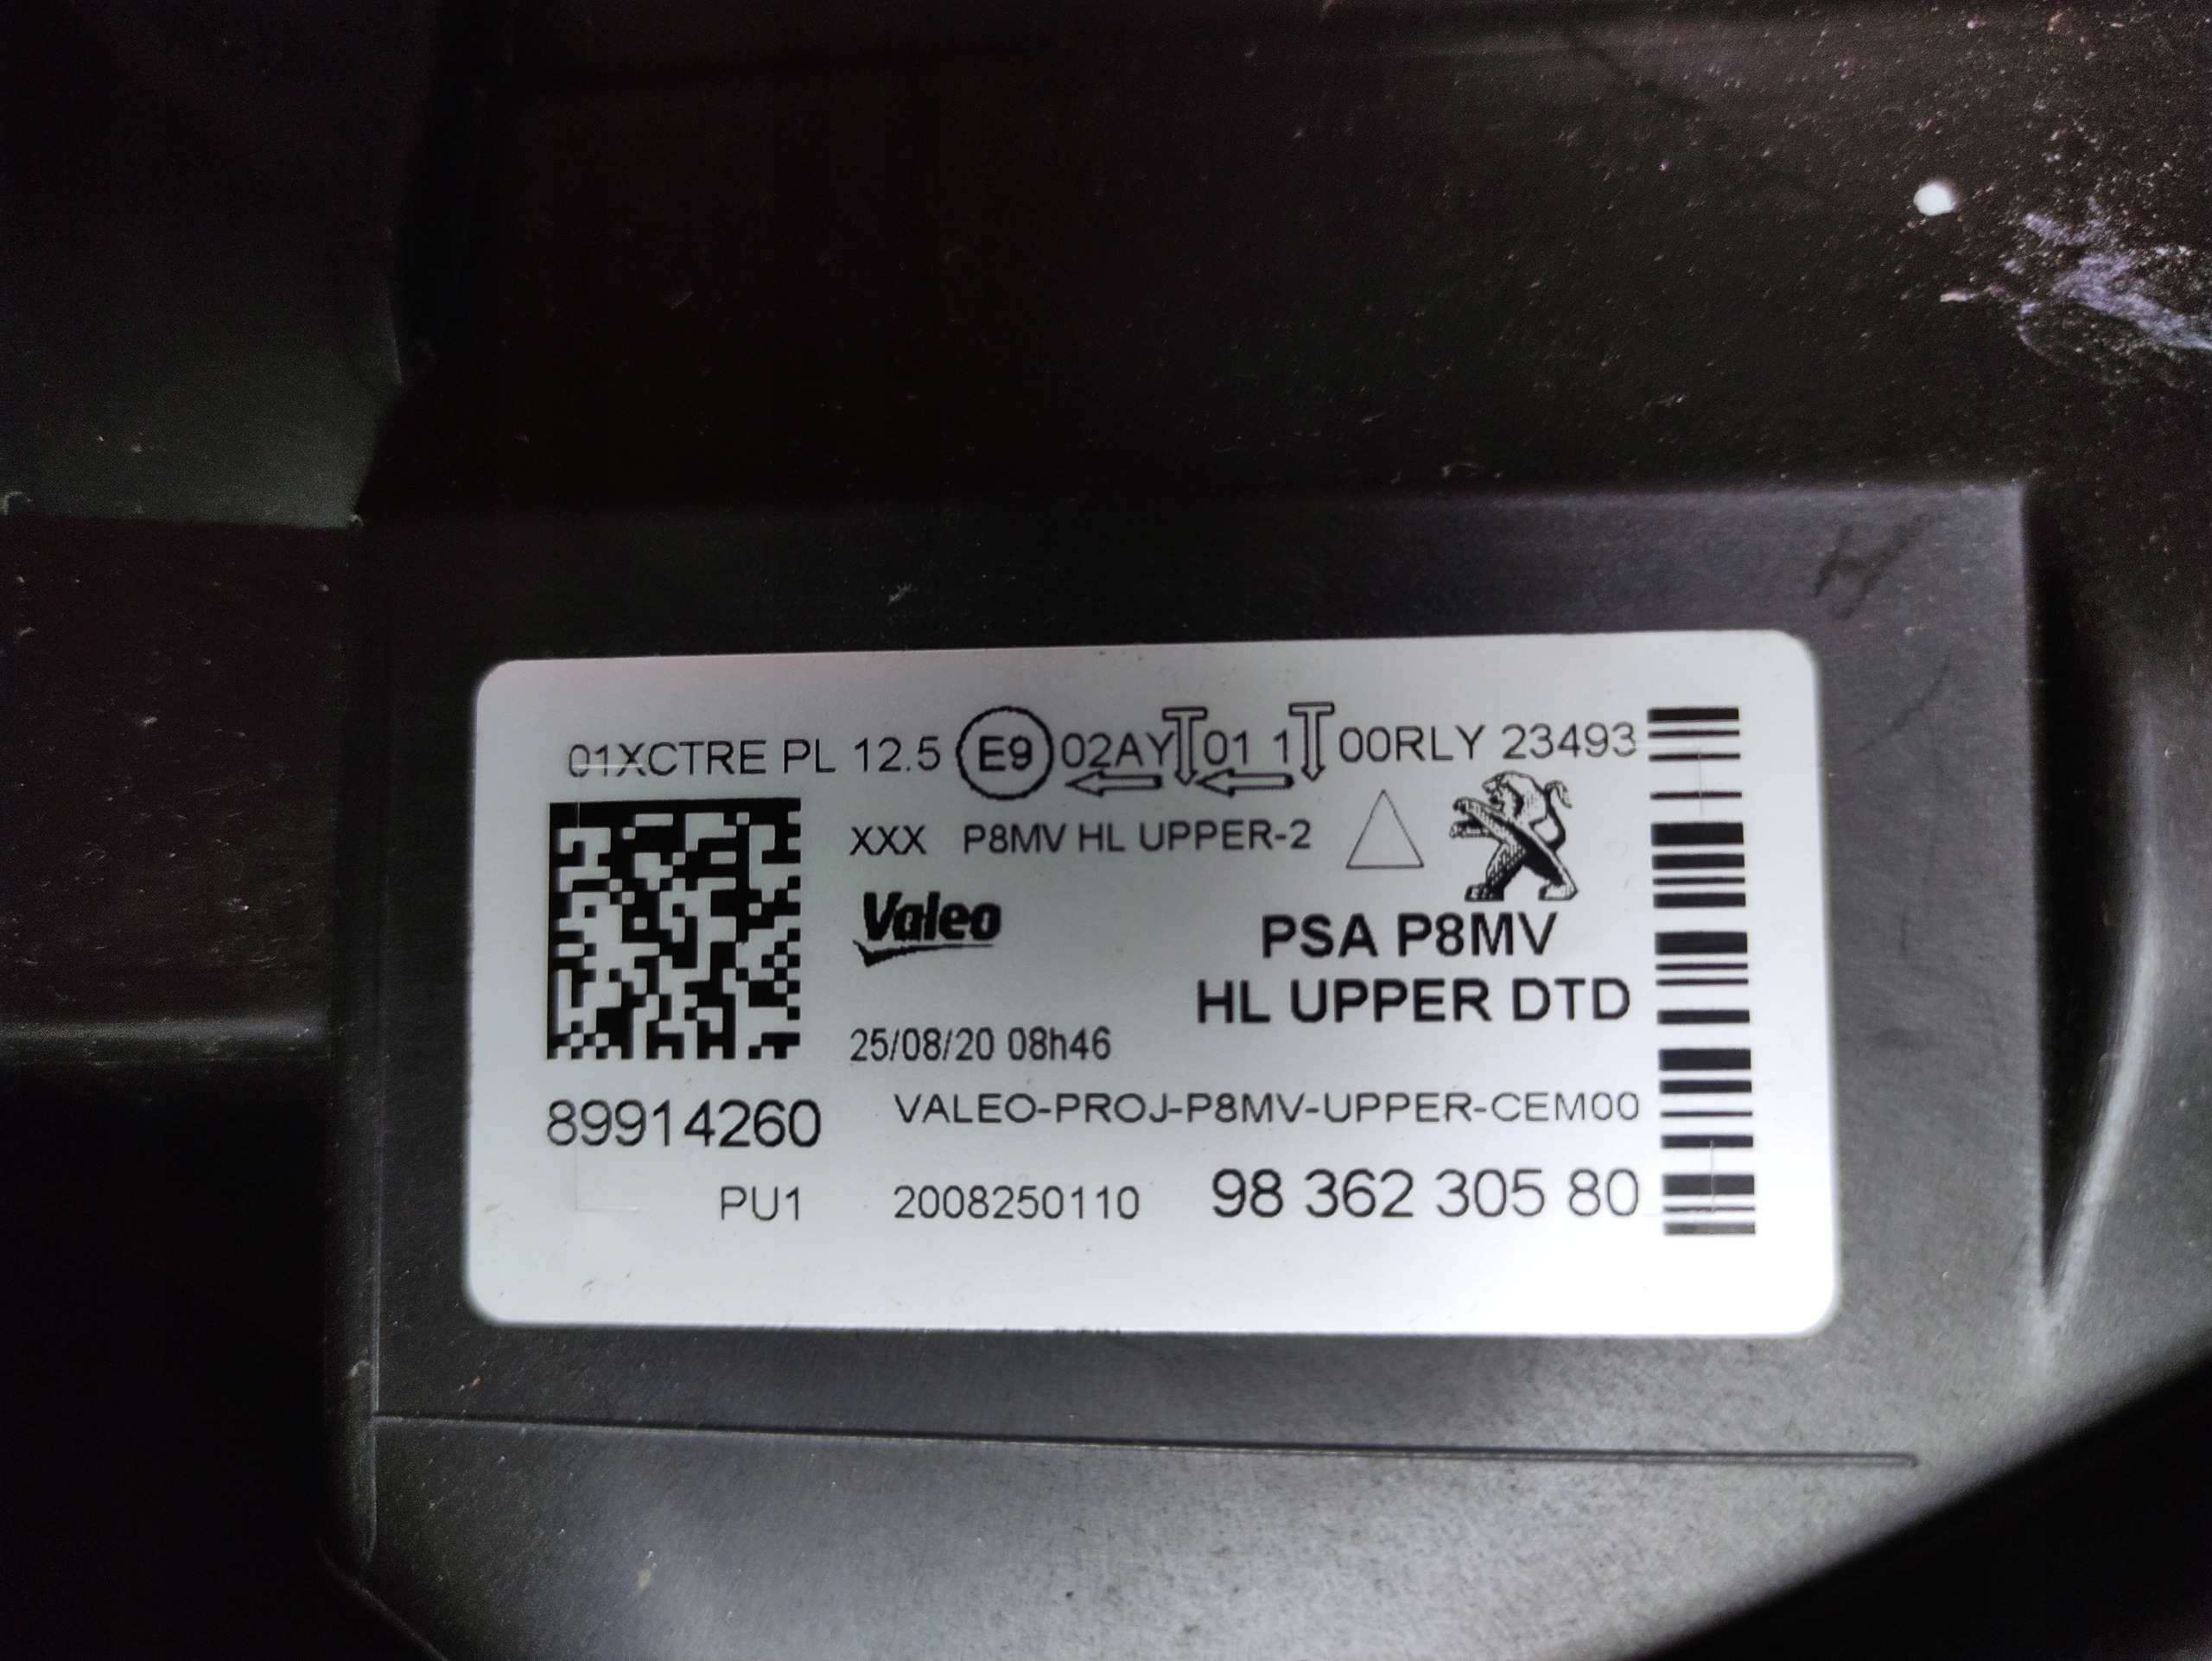 01XCTRE PL 12.5 E9 02AY 01 1 00RLY 23493
XXX P8MV HL UPPER-2
Valeo
PSA P8MV
HL UPPER DTD
25/08/20 08h46
89914260
VALEO-PROJ-P8MV-UPPER-CEM00
PU1 2008250110 98 362 305 80